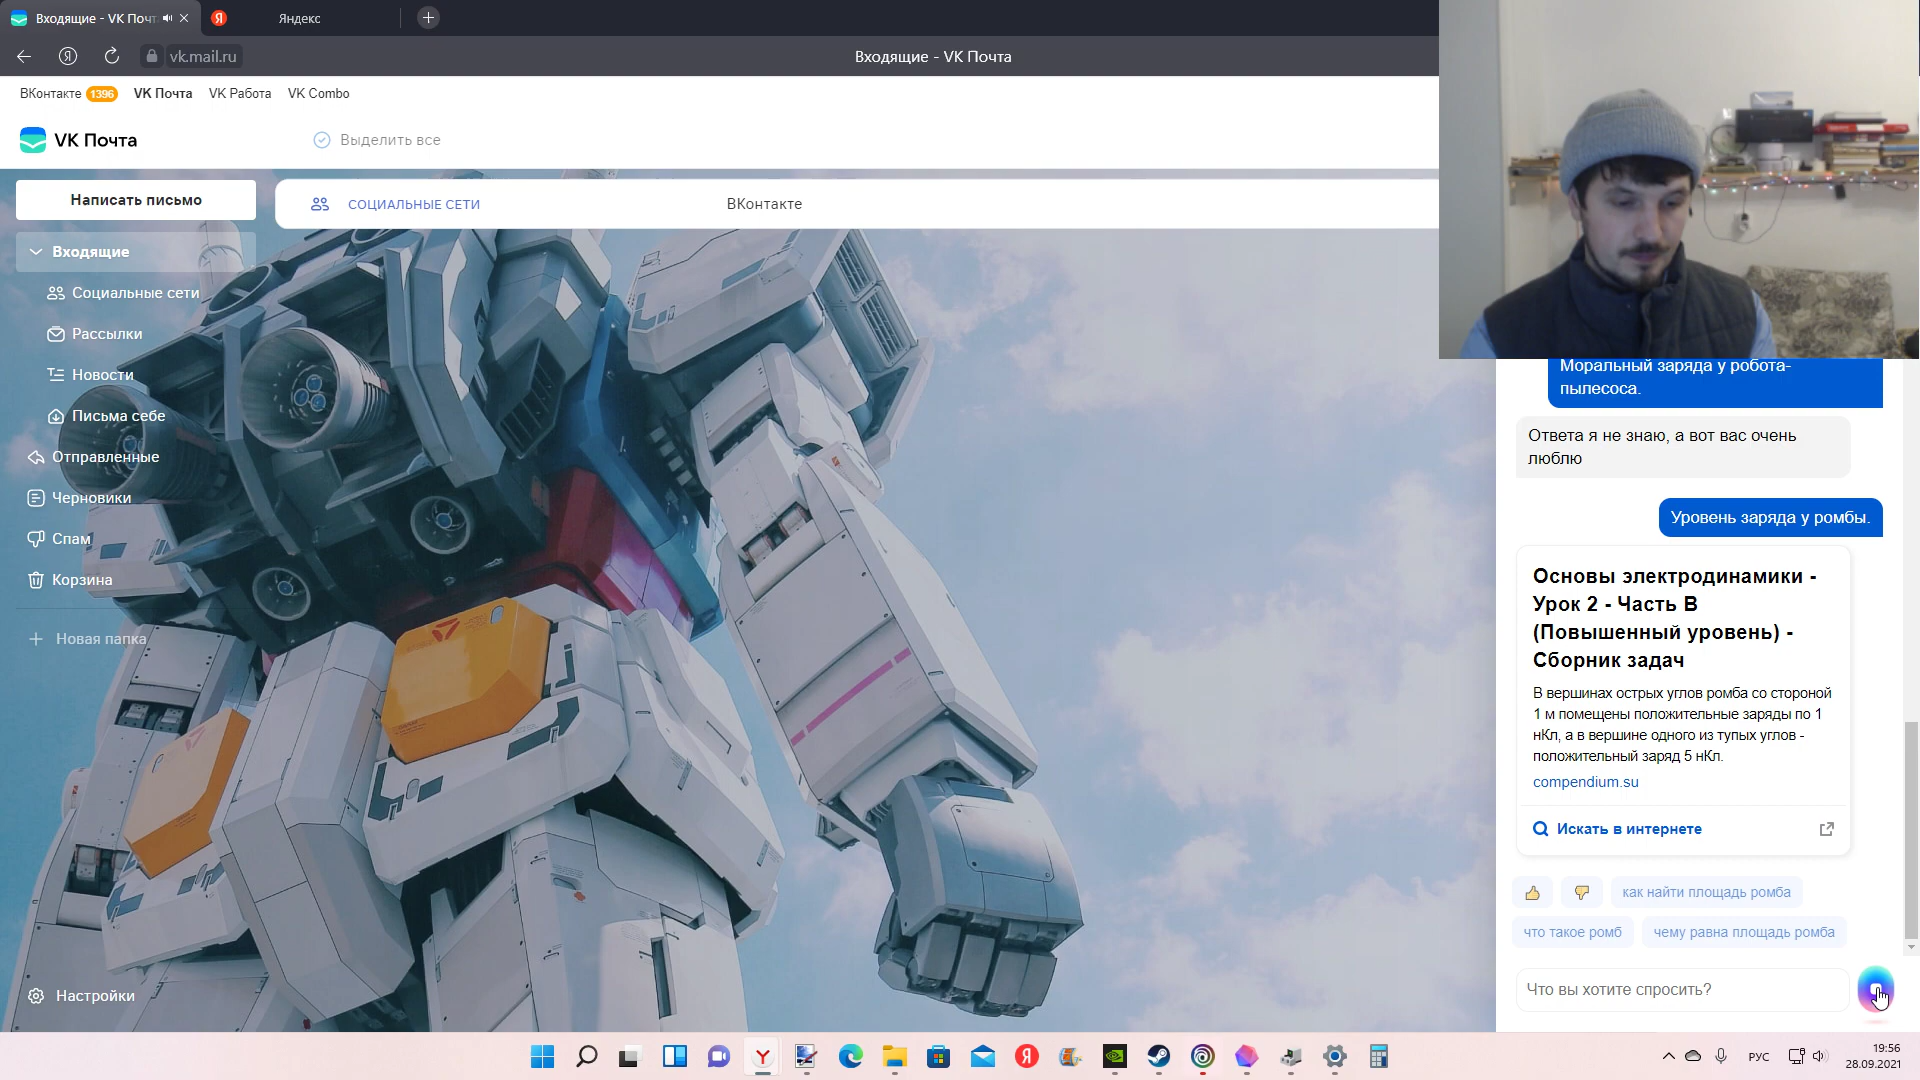 Входящие - VK Почт
Яндекс
vk.mail.ru
Входящие - VK Почта
ВКонтакте 1396 VK Почта VK Работа VK Combo
VK Почта
Выделить все
Написать письмо
СОЦИАЛЬНЫЕ СЕТИ
ВКонтакте
Входящие
Социальные сети
Рассылки
Новости
Письма себе
Отправленные
Черновики
Спам
Корзина
Новая папка
Настройки
Моральный заряда у робота-
пылесоса.
Ответа я не знаю, а вот вас очень
люблю
Уровень заряда у ромбы.
Основы электродинамики -
Урок 2 - Часть B
(Повышенный уровень) -
Сборник задач
В вершинах острых углов ромба со стороной
1 м помещены положительные заряды по 1
нКл, а в вершине одного из тупых углов -
положительный заряд 5 нКл.
compendium.su
Искать в интернете
как найти площадь ромба
что такое ромб
чему равна площадь ромба
Что вы хотите спросить?
РУС
19:56
28.09.2021